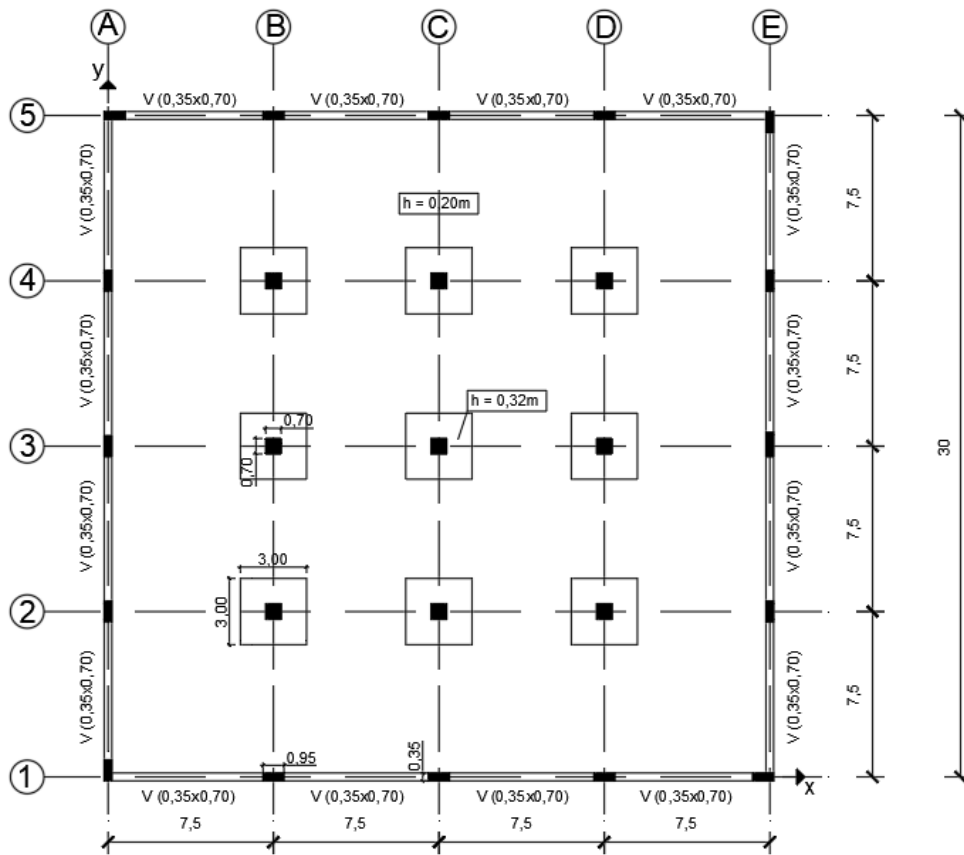 A B C D E
y
V (0,35x0,70) V (0,35x0,70) V (0,35x0,70) V (0,35x0,70)
5
V (0,35x0,70) V (0,35x0,70)
7,5
h = 0,20m
4
V (0,35x0,70) V (0,35x0,70)
7,5
h = 0,32m
0,70
3
30
0,70
V (0,35x0,70) V (0,35x0,70)
7,5
3,00
2
3,00
V (0,35x0,70) V (0,35x0,70)
7,5
0,95 0,35
1
x
V (0,35x0,70) V (0,35x0,70) V (0,35x0,70) V (0,35x0,70)
7,5 7,5 7,5 7,5